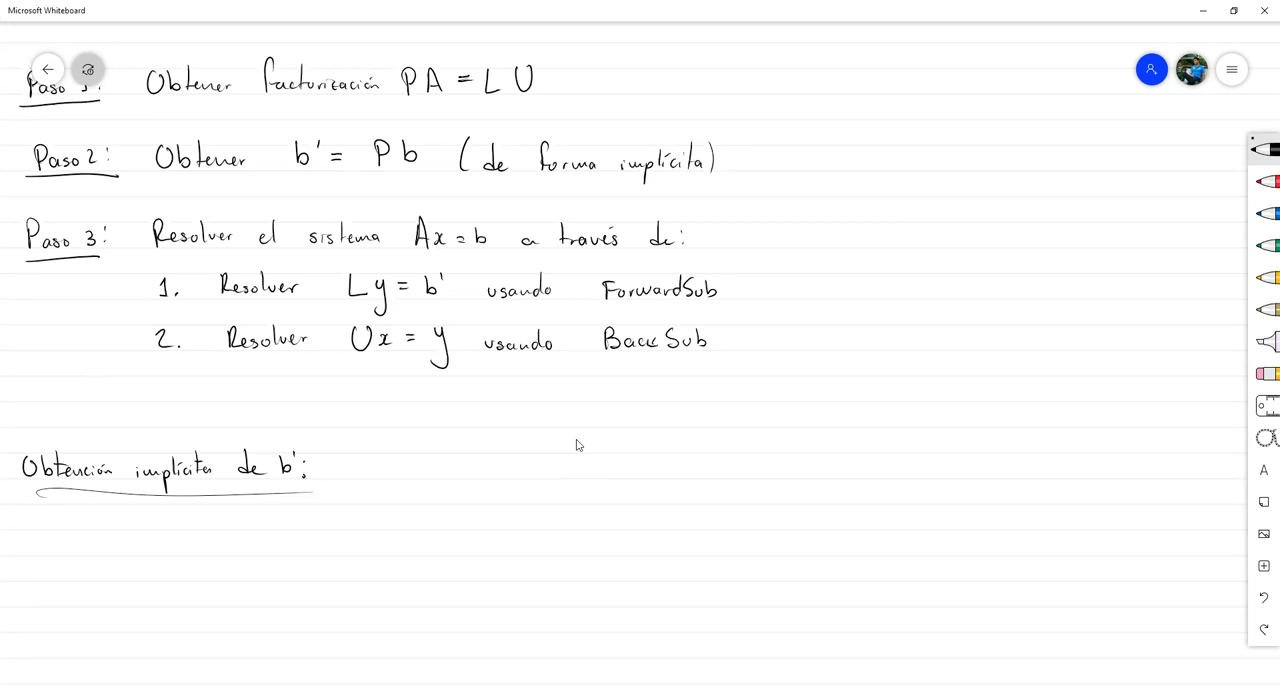 Microsoft Whiteboard
Paso 1: Obtener factorización PA = LU
Paso 2: Obtener b' = Pb (de forma implícita)
Paso 3: Resolver el sistema Ax = b a través de:
1. Resolver Ly = b' usando ForwardSub
2. Resolver Ux = y usando BackSub
Obtención implícita de b':
A